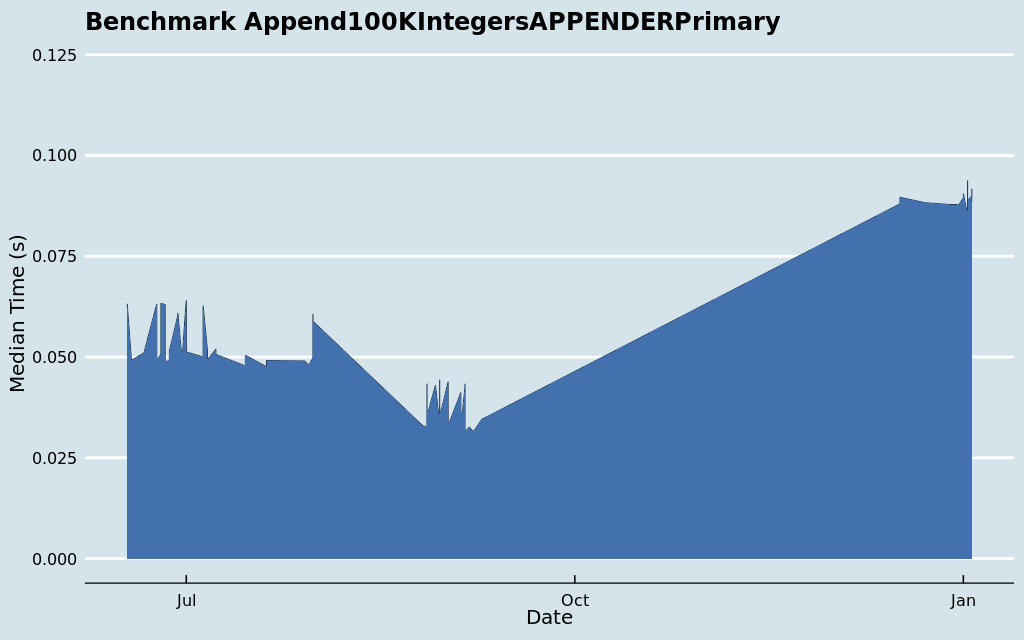 Benchmark Append100KIntegersAPPENDERPrimary
0.125
0.100
0.075
0.050
0.025
0.000
Median Time (s)
Jul
Oct
Jan
Date